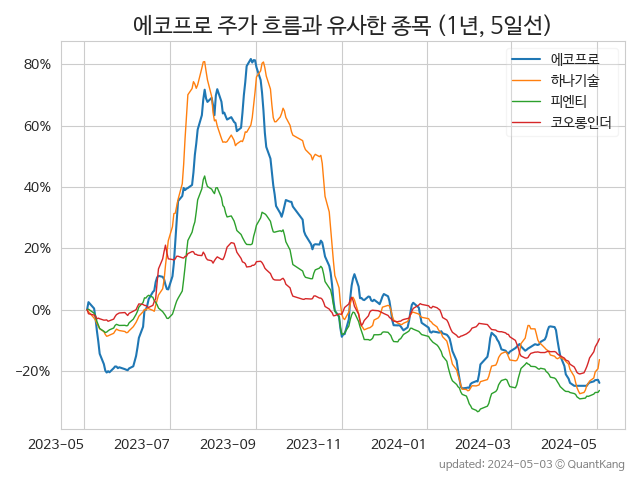 에코프로 주가 흐름과 유사한 종목 (1년, 5일선)
80%
60%
40%
20%
0%
−20%
에코프로
하나기술
피엔티
코오롱인더
2023-05 2023-07 2023-09 2023-11 2024-01 2024-03 2024-05
updated: 2024-05-03 © QuantKang